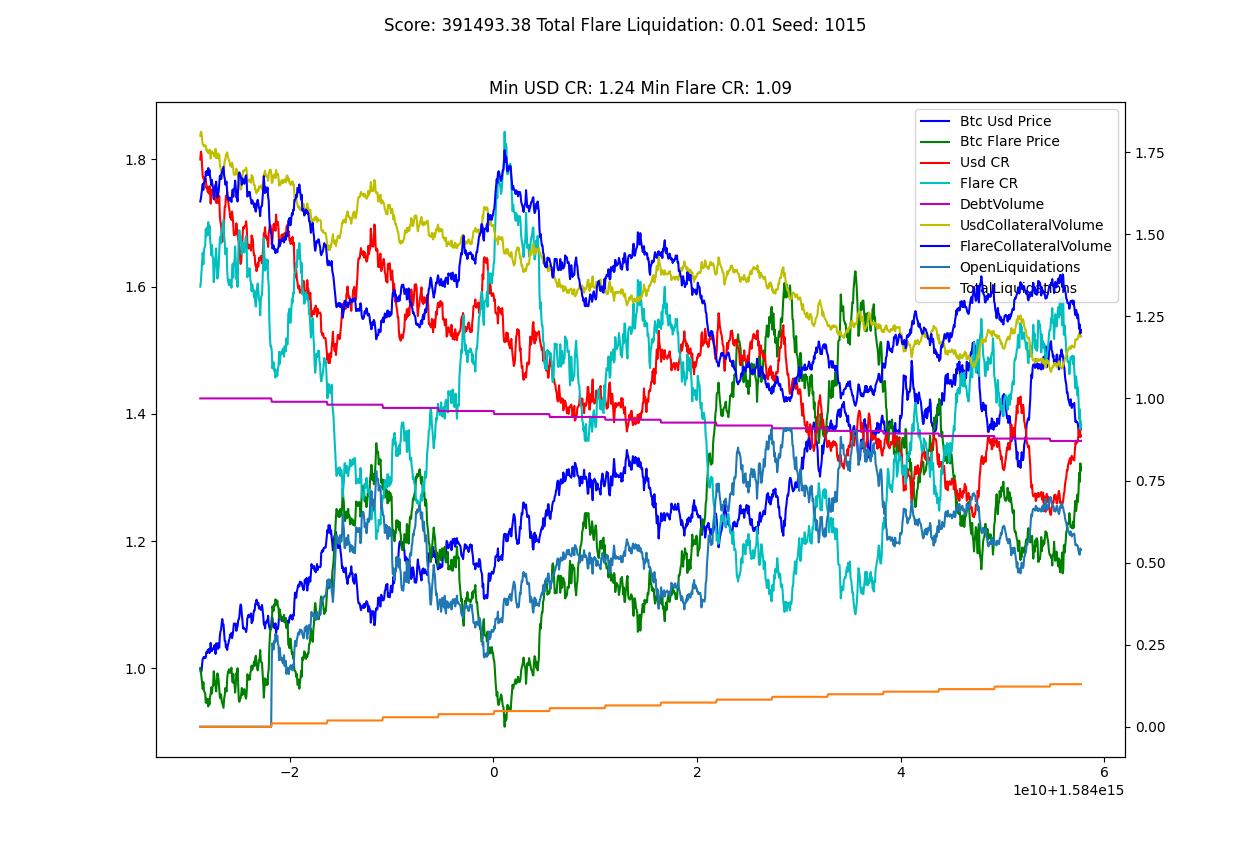 Score: 391493.38 Total Flare Liquidation: 0.01 Seed: 1015
Min USD CR: 1.24 Min Flare CR: 1.09
Btc Usd Price
Btc Flare Price
Usd CR
Flare CR
DebtVolume
UsdCollateralVolume
FlareCollateralVolume
OpenLiquidations
TotalLiquidations
1.8
1.6
1.4
1.2
1.0
1.75
1.50
1.25
1.00
0.75
0.50
0.25
0.00
−2 0 2 4 6
1e10+1.584e15